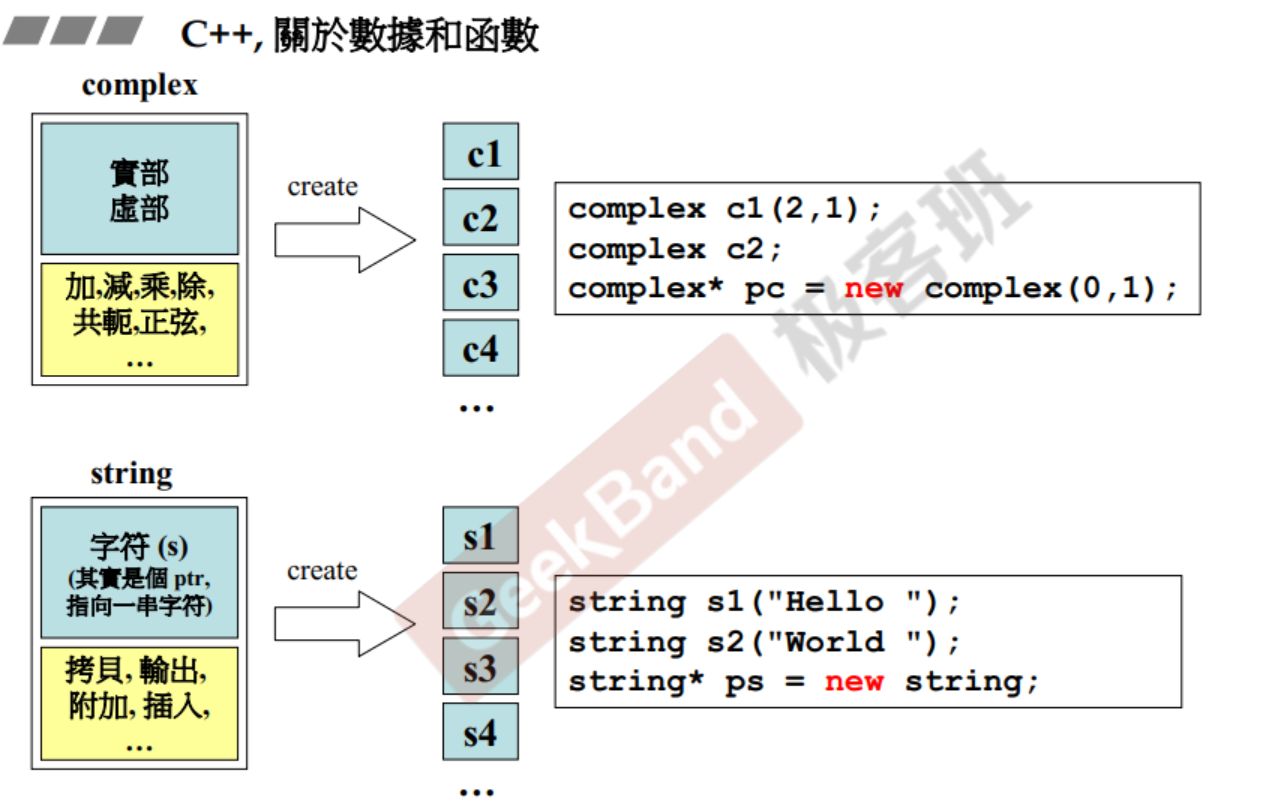 C++, 關於數據和函數
complex
實部
虛部
加,減,乘,除,
共軛,正弦,
…
create
c1
c2
c3
c4
…
complex c1(2,1);
complex c2;
complex* pc = new complex(0,1);
string
字符 (s)
(其實是個 ptr,
指向一串字符)
拷貝, 輸出,
附加, 插入,
…
create
s1
s2
s3
s4
…
string s1("Hello ");
string s2("World ");
string* ps = new string;
GeekBand 极客班